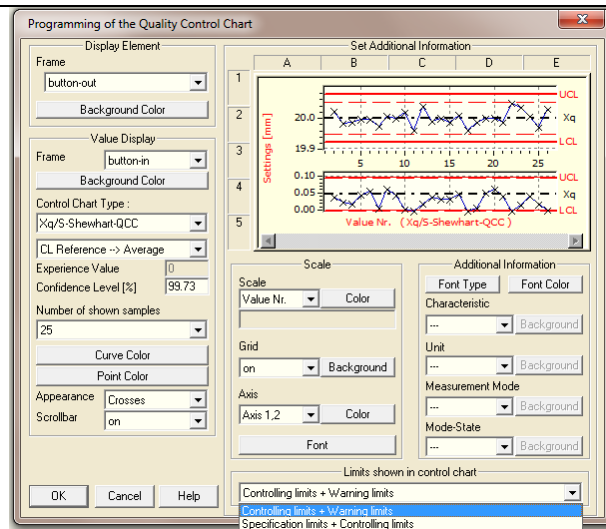 Programming of the Quality Control Chart
Display Element
Frame
button-out
Background Color
Value Display
Frame
button-in
Background Color
Control Chart Type :
Xq/S-Shewhart-QCC
CL Reference --> Average
Experience Value
0
Confidence Level [%]
99.73
Number of shown samples
25
Curve Color
Point Color
Appearance
Crosses
Scrollbar
on
OK
Cancel
Help
Set Additional Information
A B C D E
1
2
3
4
5
Settings [mm]
UCL
20.0
Xq
LCL
19.9
5 10 15 20 25
0.10
UCL
0.05
Xq
0.00
LCL
Value Nr. ( Xq/S-Shewhart-QCC )
Scale
Scale
Value Nr.
Color
Grid
on
Background
Axis
Axis 1,2
Color
Font
Additional Information
Font Type
Font Color
Characteristic
---
Background
Unit
---
Background
Measurement Mode
---
Background
Mode-State
---
Background
Limits shown in control chart
Controlling limits + Warning limits
Controlling limits + Warning limits
Specification limits + Controlling limits